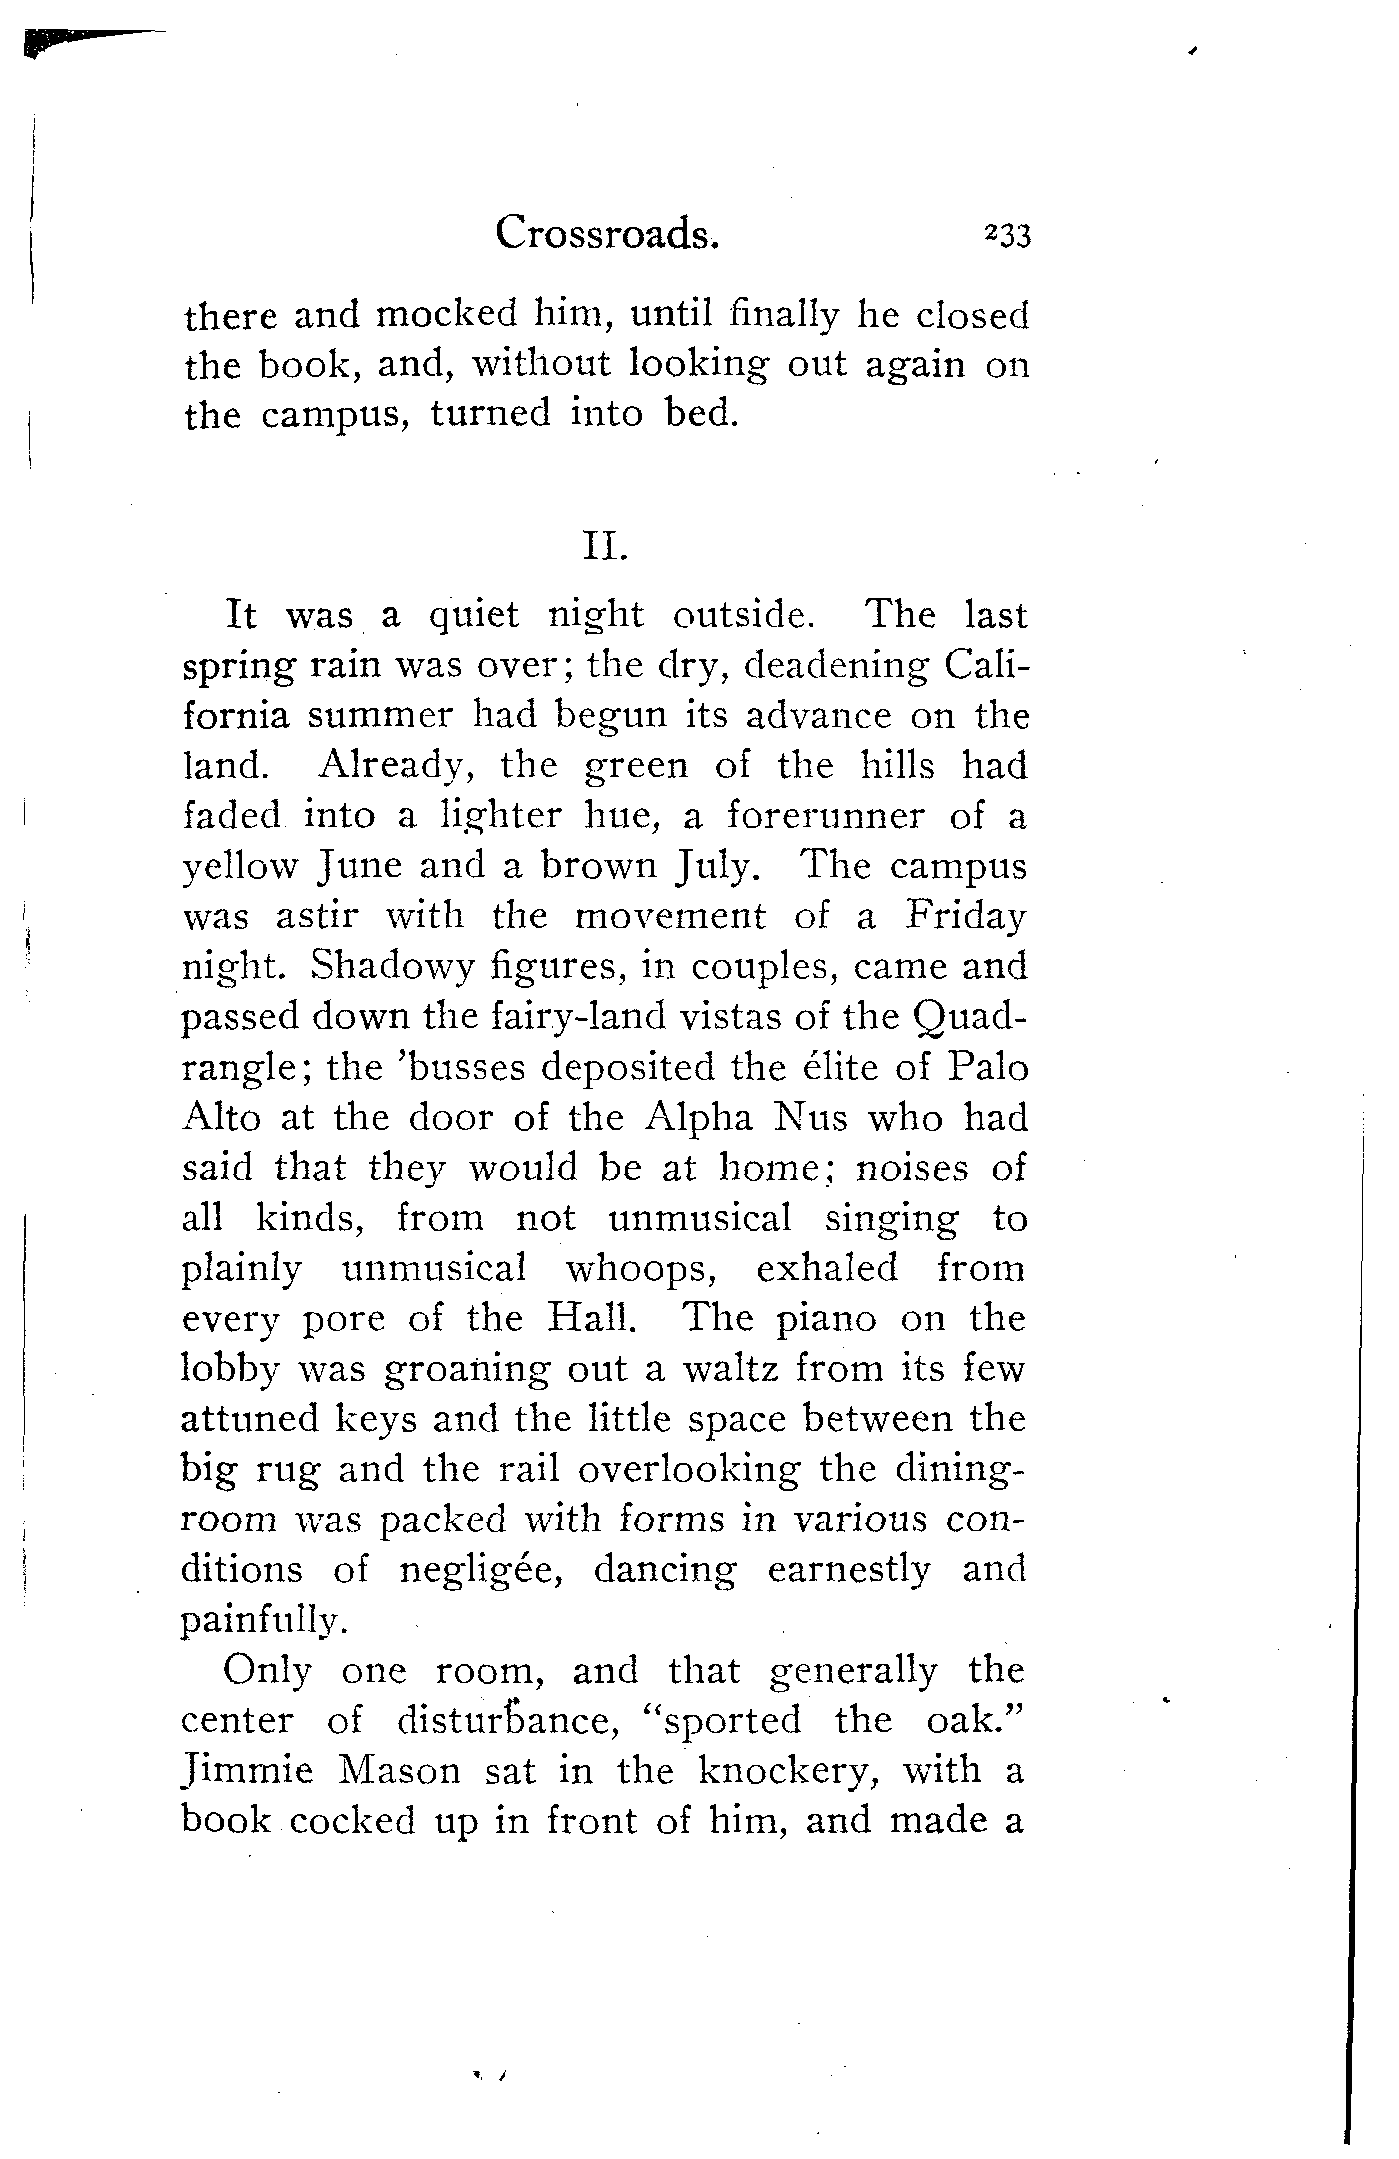 Crossroads. 233
there and mocked him, until finally he closed
the book, and, without looking out again on
the campus, turned into bed.
II.
It was a quiet night outside. The last
spring rain was over; the dry, deadening Cali-
fornia summer had begun its advance on the
land. Already, the green of the hills had
faded into a lighter hue, a forerunner of a
yellow June and a brown July. The campus
was astir with the movement of a Friday
night. Shadowy figures, in couples, came and
passed down the fairy-land vistas of the Quad-
rangle; the ’busses deposited the élite of Palo
Alto at the door of the Alpha Nus who had
said that they would be at home; noises of
all kinds, from not unmusical singing to
plainly unmusical whoops, exhaled from
every pore of the Hall. The piano on the
lobby was groaning out a waltz from its few
attuned keys and the little space between the
big rug and the rail overlooking the dining-
room was packed with forms in various con-
ditions of negligée, dancing earnestly and
painfully.
Only one room, and that generally the
center of disturbance, “sported the oak.”
Jimmie Mason sat in the knockery, with a
book cocked up in front of him, and made a